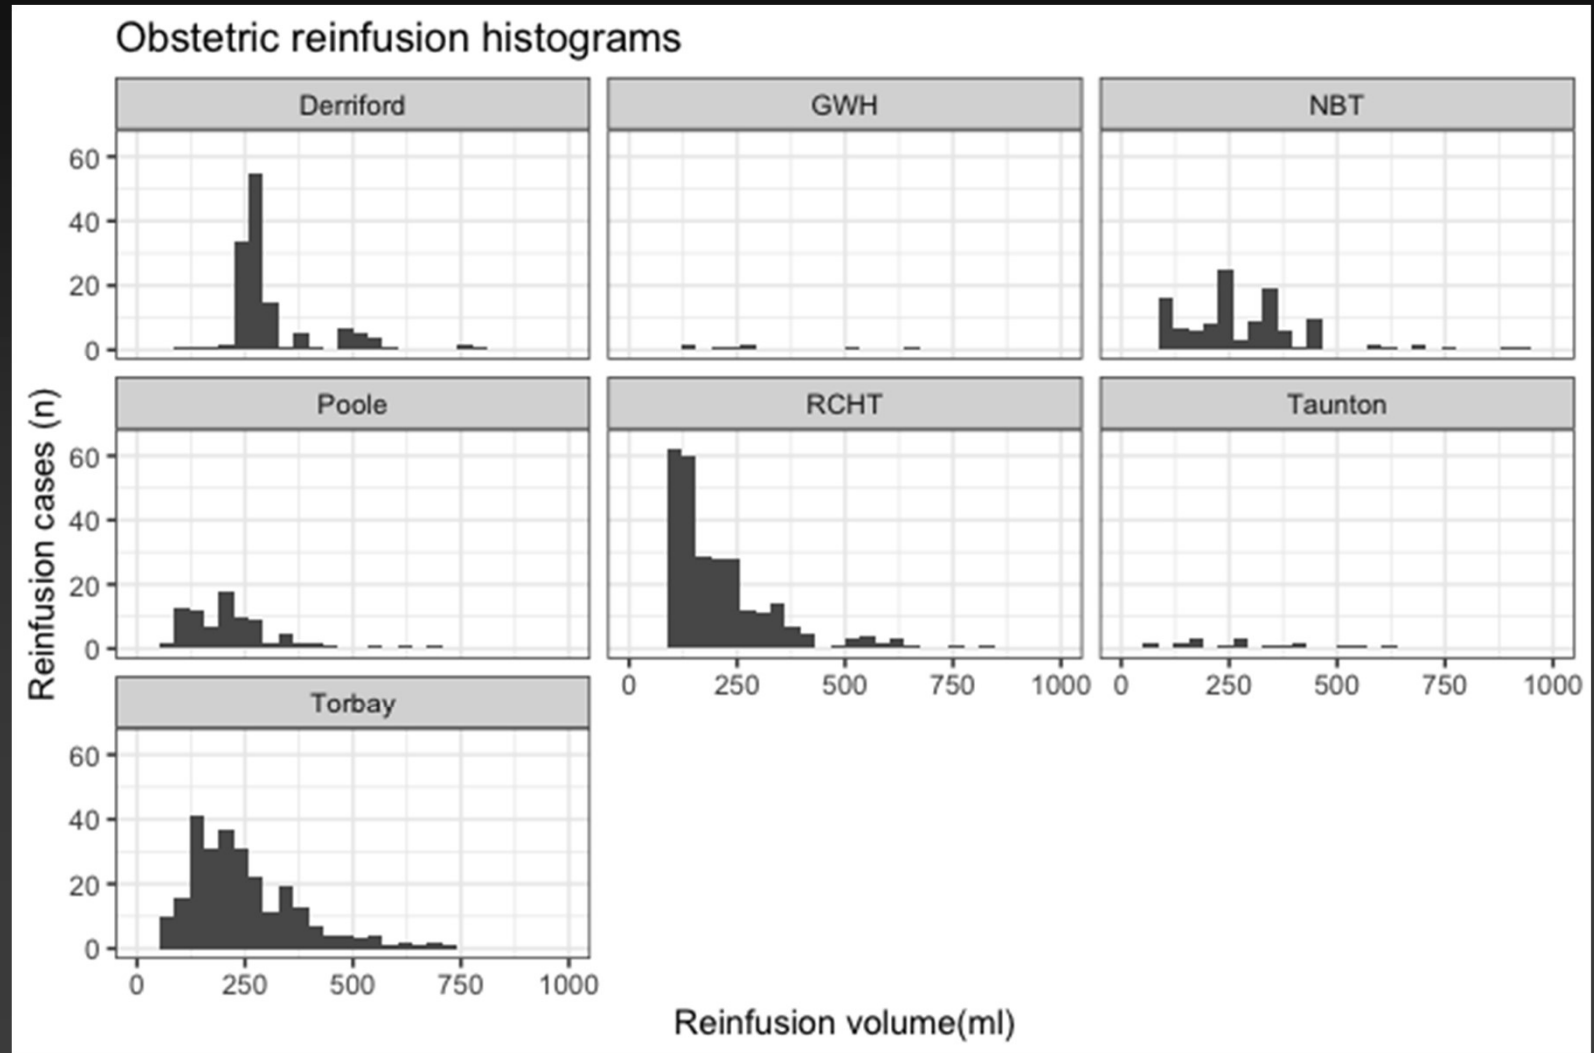 Obstetric reinfusion histograms
Derriford
GWH
NBT
60
40
20
0
Poole
RCHT
Taunton
60
40
20
0
0 250 500 750 1000
0 250 500 750 1000
Torbay
60
40
20
0
0 250 500 750 1000
Reinfusion cases (n)
Reinfusion volume(ml)